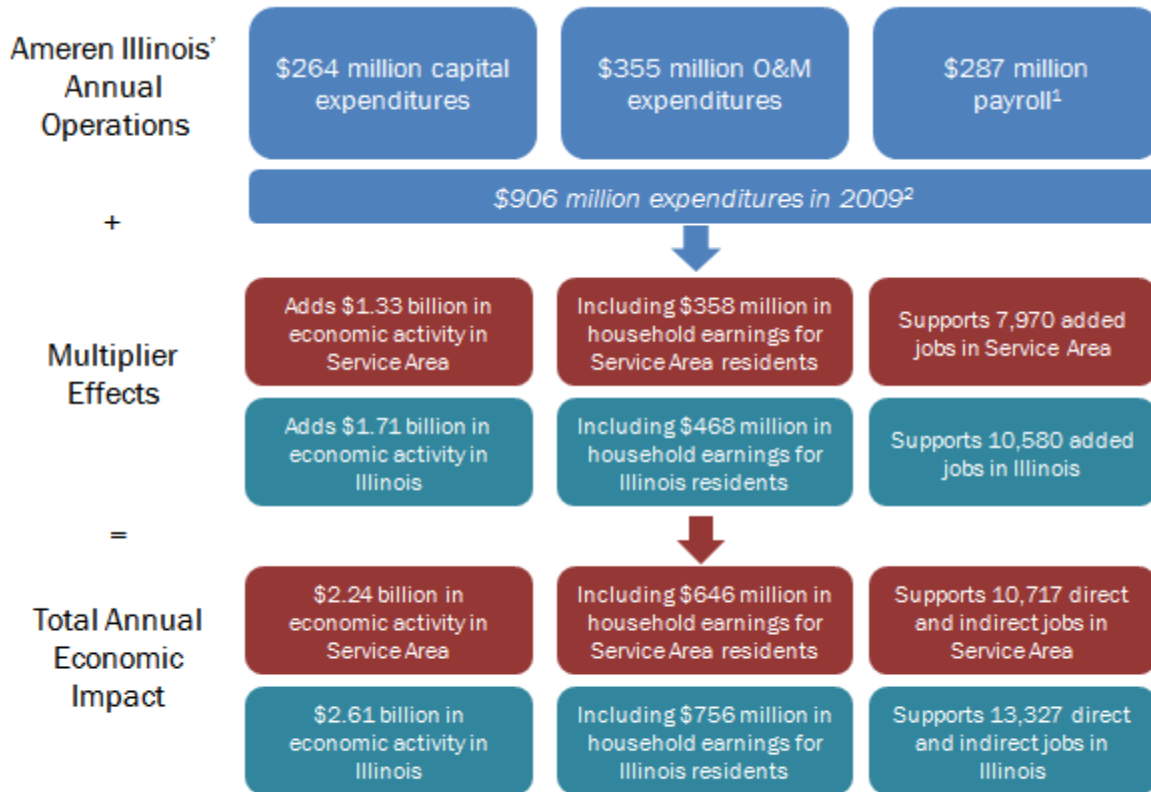 Ameren Illinois'
Annual
Operations
$264 million capital
expenditures
$355 million O&M
expenditures
$287 million
payroll¹
$906 million expenditures in 2009²
+
Multiplier
Effects
Adds $1.33 billion in
economic activity in
Service Area
Including $358 million in
household earnings for
Service Area residents
Supports 7,970 added
jobs in Service Area
Adds $1.71 billion in
economic activity in
Illinois
Including $468 million in
household earnings for
Illinois residents
Supports 10,580 added
jobs in Illinois
=
Total Annual
Economic
Impact
$2.24 billion in
economic activity in
Service Area
Including $646 million in
household earnings for
Service Area residents
Supports 10,717 direct
and indirect jobs in
Service Area
$2.61 billion in
economic activity in
Illinois
Including $756 million in
household earnings for
Illinois residents
Supports 13,327 direct
and indirect jobs in
Illinois